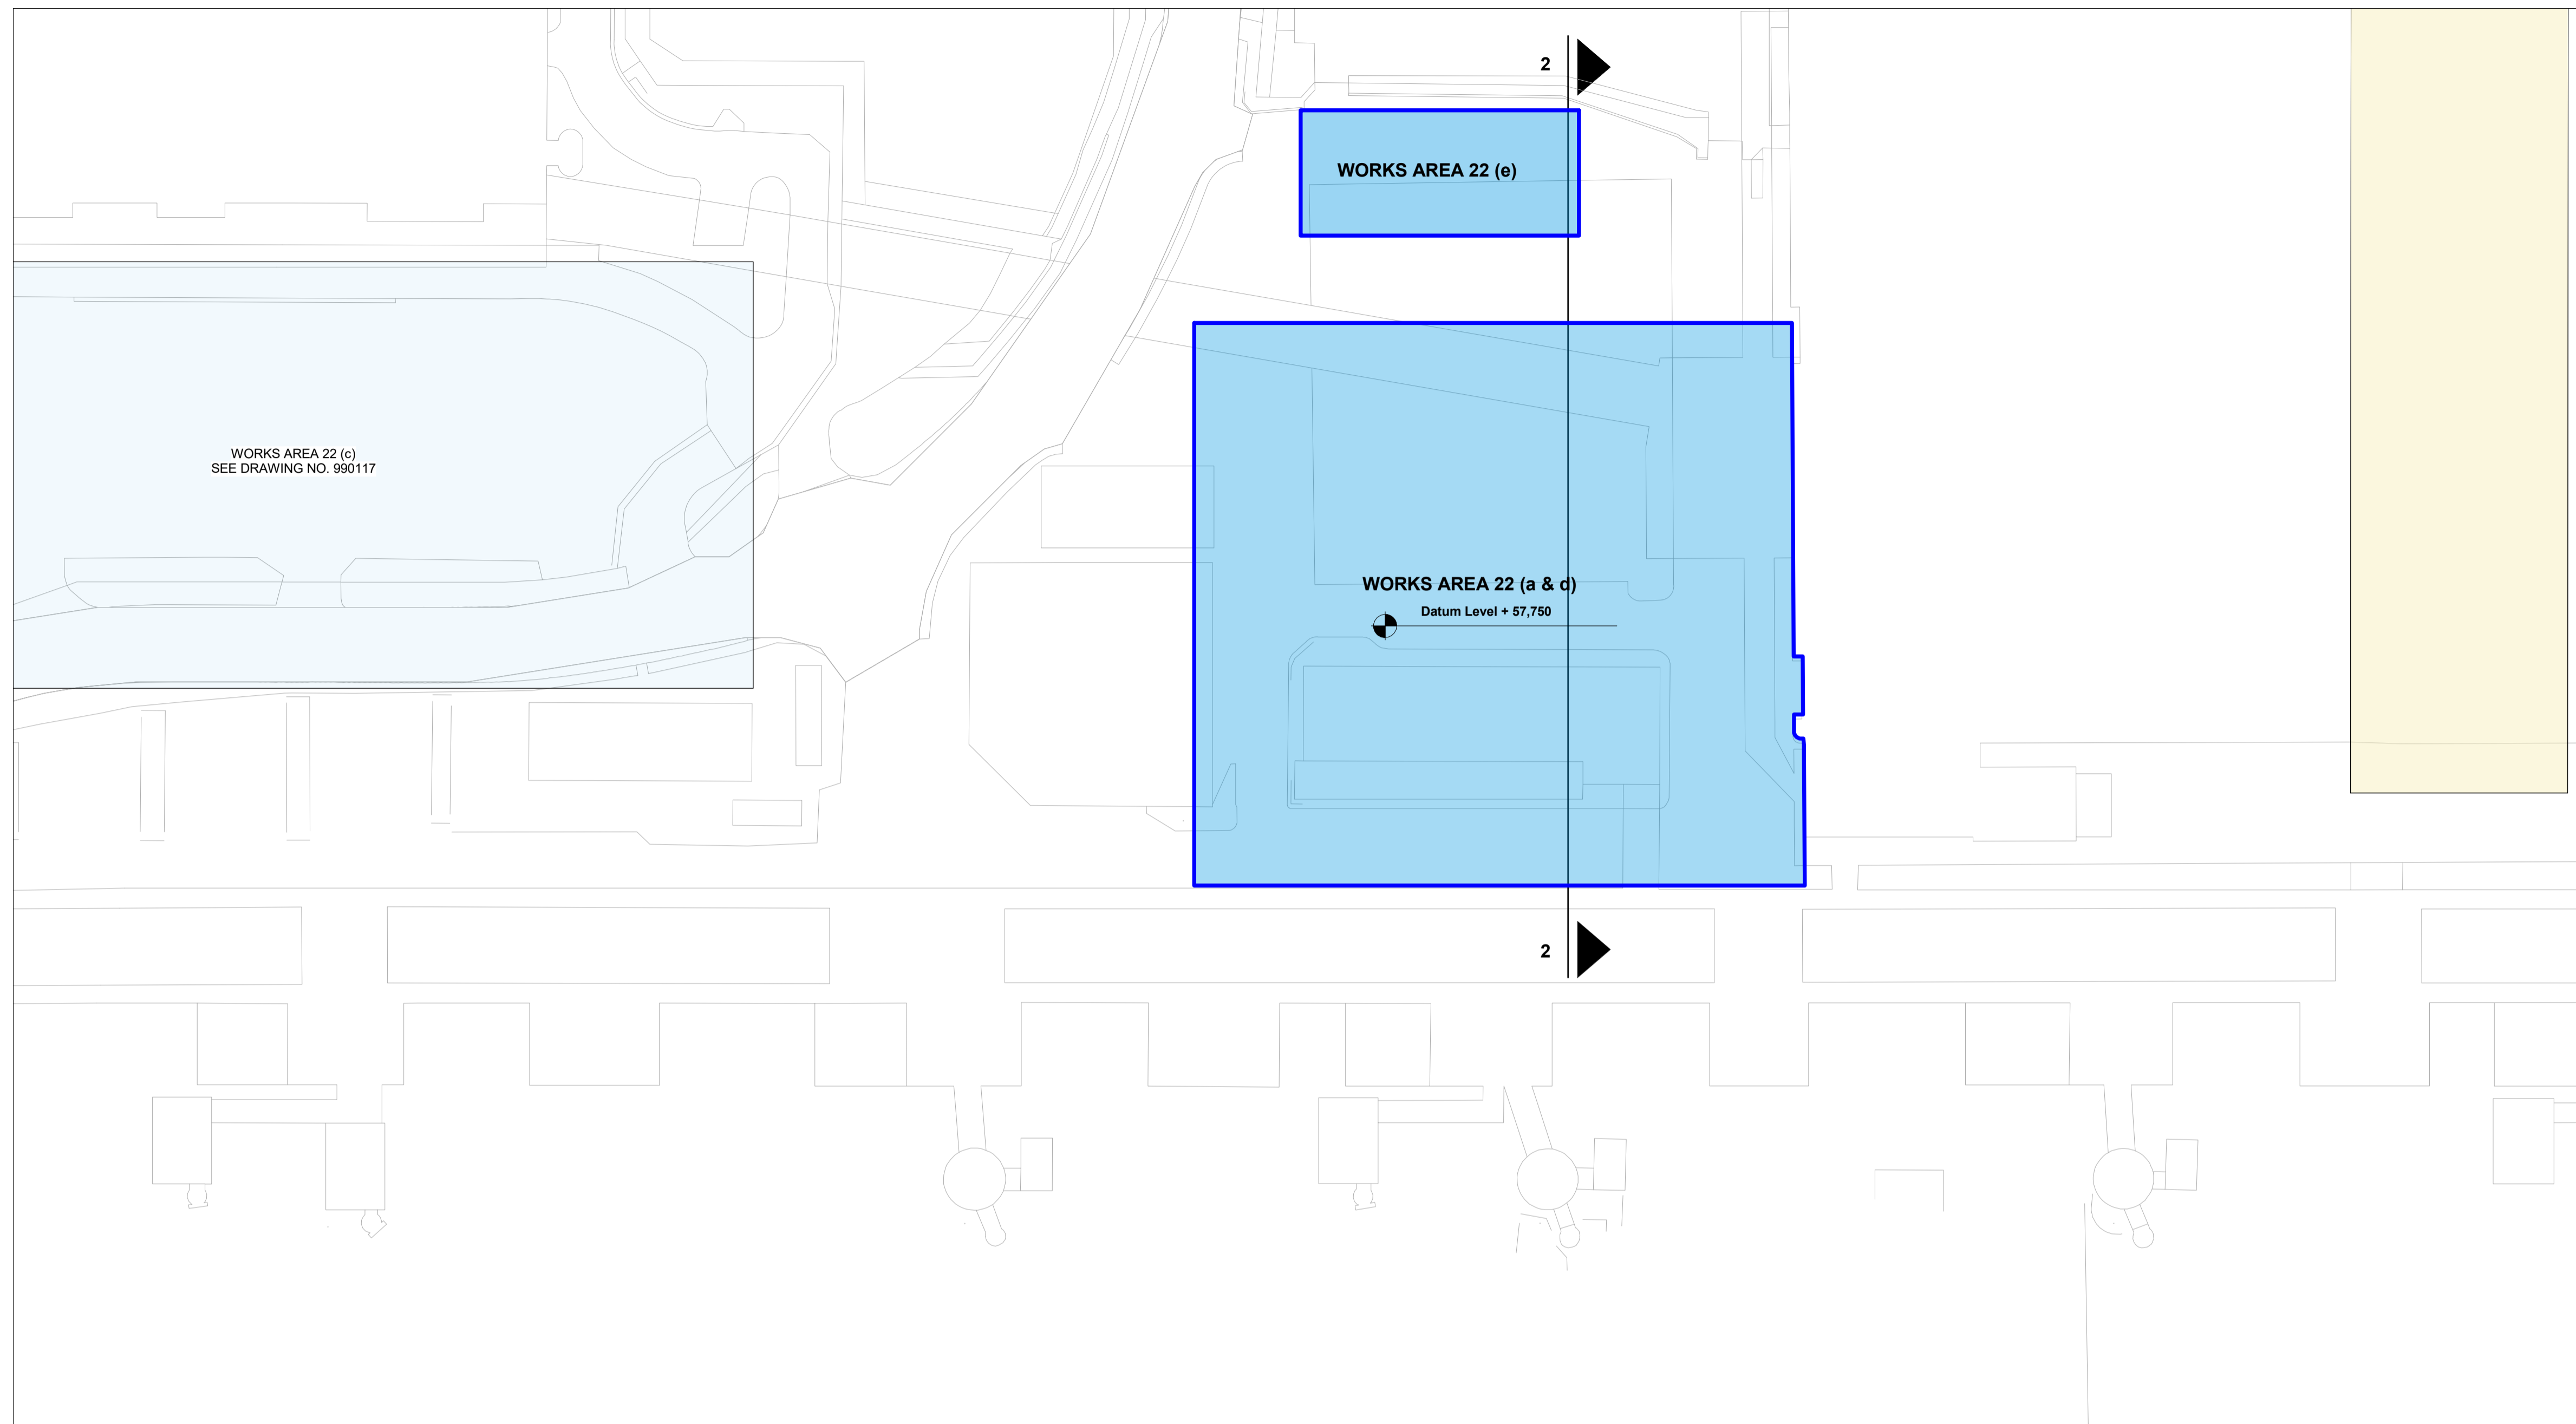 2
WORKS AREA 22 (e)
WORKS AREA 22 (c)
SEE DRAWING NO. 990117
WORKS AREA 22 (a & d)
Datum Level + 57,750
2